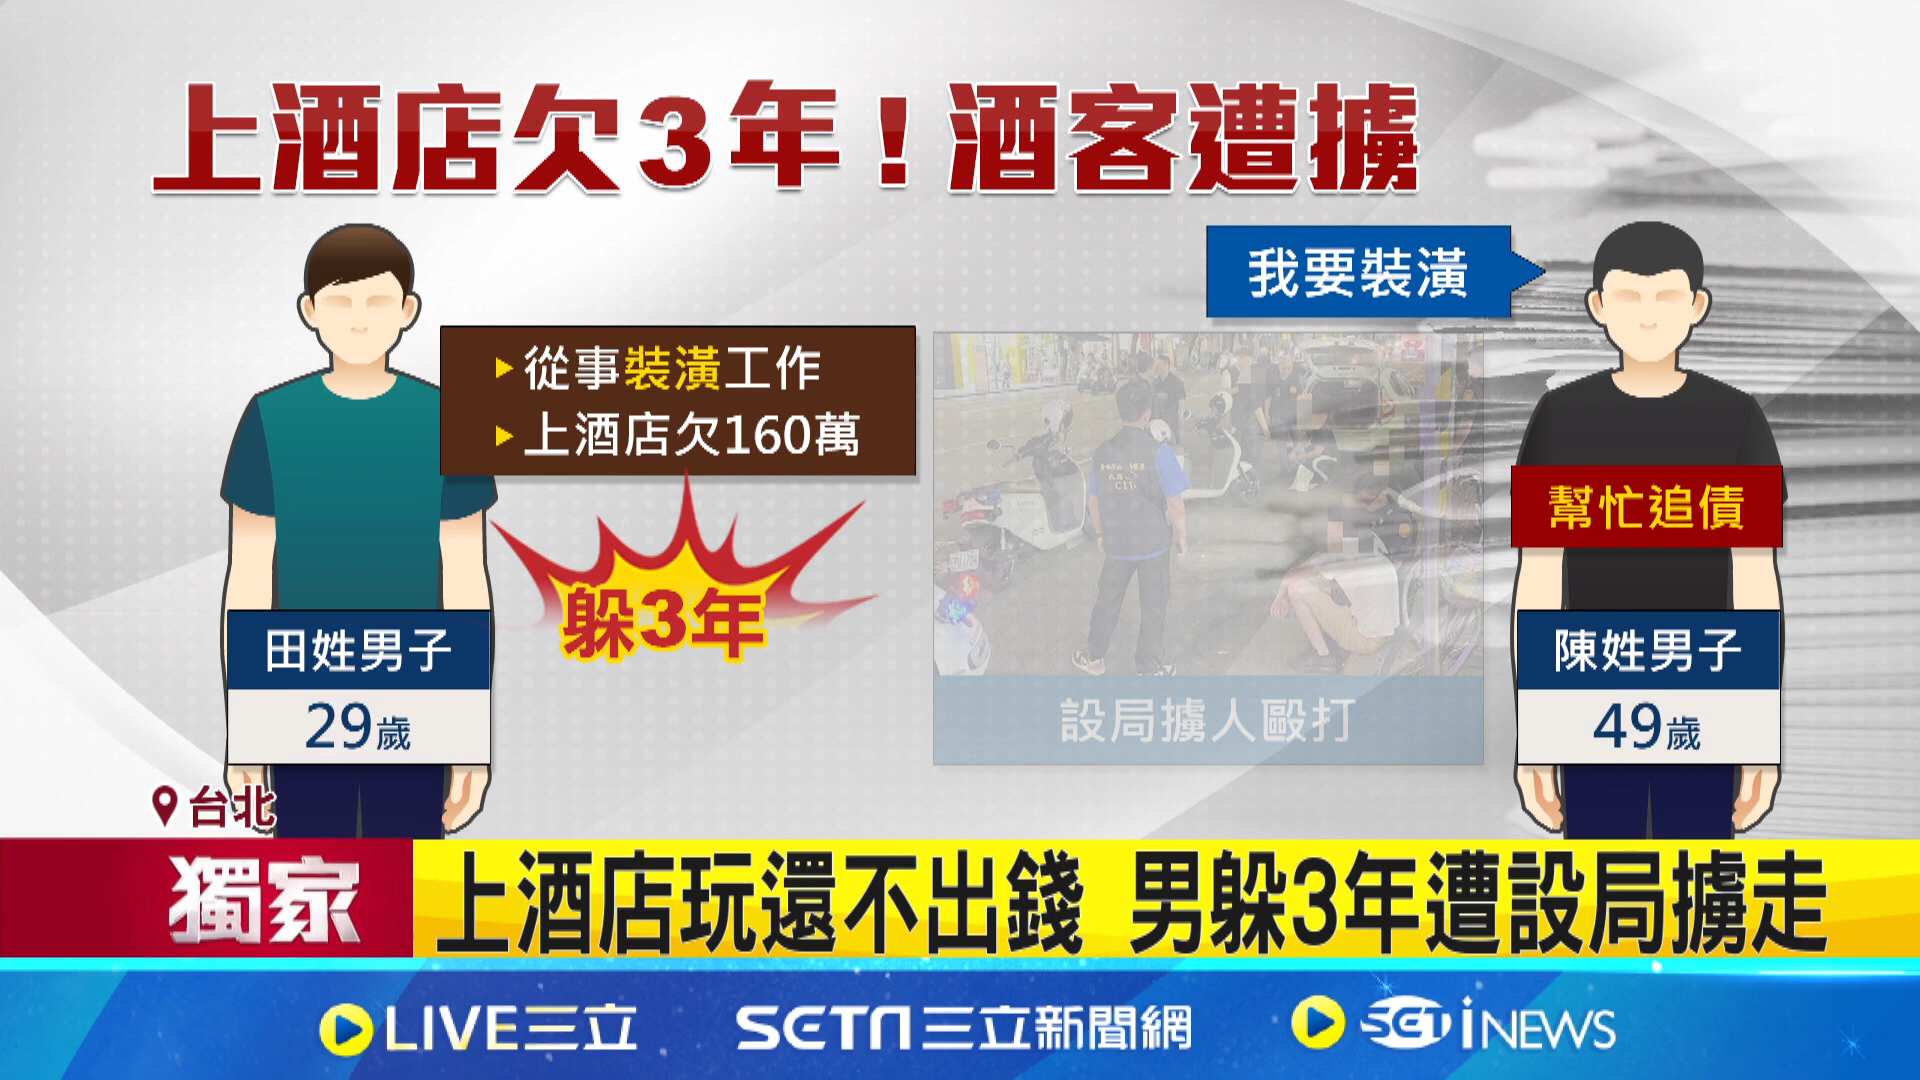 上酒店欠3年！酒客遭擄
我要裝潢
從事裝潢工作
上酒店欠160萬
躲3年
幫忙追債
設局擄人毆打
田姓男子
29歲
陳姓男子
49歲
台北
獨家
上酒店玩還不出錢 男躲3年遭設局擄走
LIVE三立
SETN三立新聞網
SET iNEWS